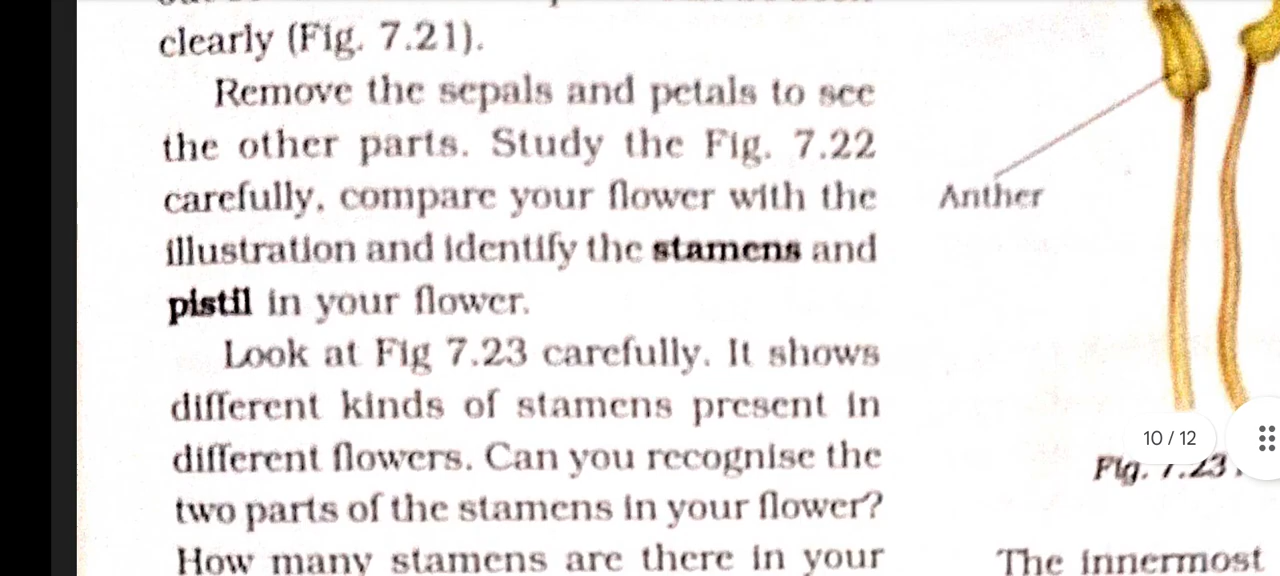 clearly (Fig. 7.21).
Remove the sepals and petals to see
the other parts. Study the Fig. 7.22
carefully, compare your flower with the
illustration and identify the stamens and
pistil in your flower.
Look at Fig 7.23 carefully. It shows
different kinds of stamens present in
different flowers. Can you recognise the
two parts of the stamens in your flower?
How many stamens are there in your
Anther
10 / 12
Fig. 7.23
The innermost